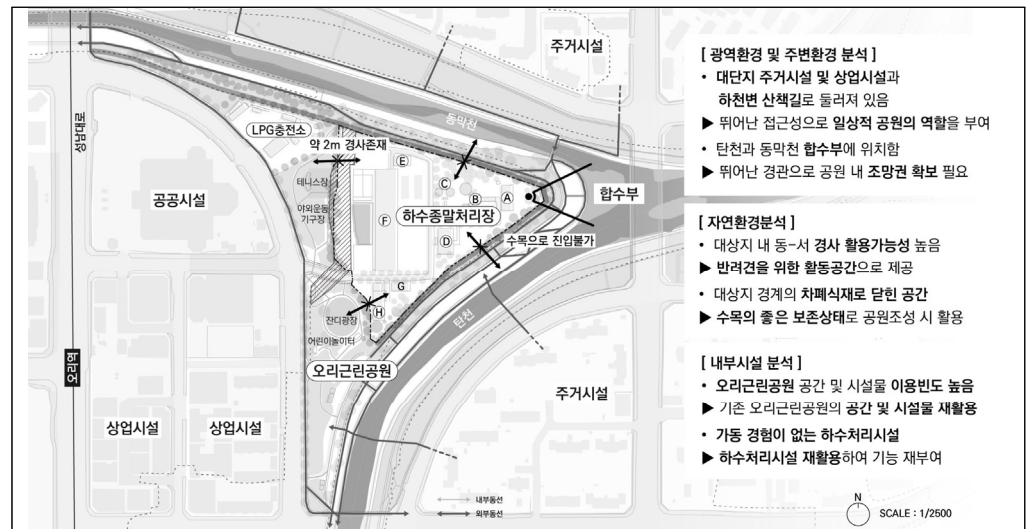 주거시설
LPG충전소
동막천
약 2m 경사존재
성남대로
테니스장
야외운동
기구장
공공시설
하수종말처리장
합수부
수목으로 진입불가
A
B
C
D
E
F
G
H
잔디광장
어린이놀이터
오리근린공원
탄천
오리역
상업시설
상업시설
주거시설
내부동선
외부동선
[ 광역환경 및 주변환경 분석 ]
• 대단지 주거시설 및 상업시설과
하천변 산책길로 둘러져 있음
▶ 뛰어난 접근성으로 일상적 공원의 역할을 부여
• 탄천과 동막천 합수부에 위치함
▶ 뛰어난 경관으로 공원 내 조망권 확보 필요
[ 자연환경분석 ]
• 대상지 내 동-서 경사 활용가능성 높음
▶ 반려견을 위한 활동공간으로 제공
• 대상지 경계의 차폐식재로 닫힌 공간
▶ 수목의 좋은 보존상태로 공원조성 시 활용
[ 내부시설 분석 ]
• 오리근린공원 공간 및 시설물 이용빈도 높음
▶ 기존 오리근린공원의 공간 및 시설물 재활용
• 가동 경험이 없는 하수처리시설
▶ 하수처리시설 재활용하여 기능 재부여
N
SCALE : 1/2500